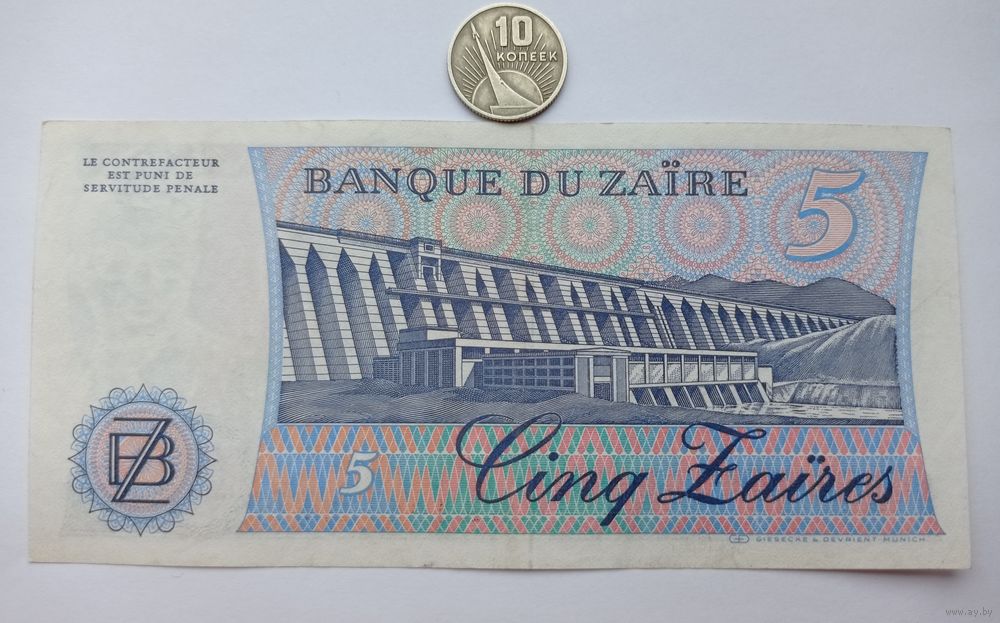 10
КОПЕЕК
LE CONTREFACTEUR
EST PUNI DE
SERVITUDE PENALE
BANQUE DU ZAÏRE
5
BZ
5
Cinq Zaïres
GIESECKE & DEVRIENT·MUNICH
www.ay.by